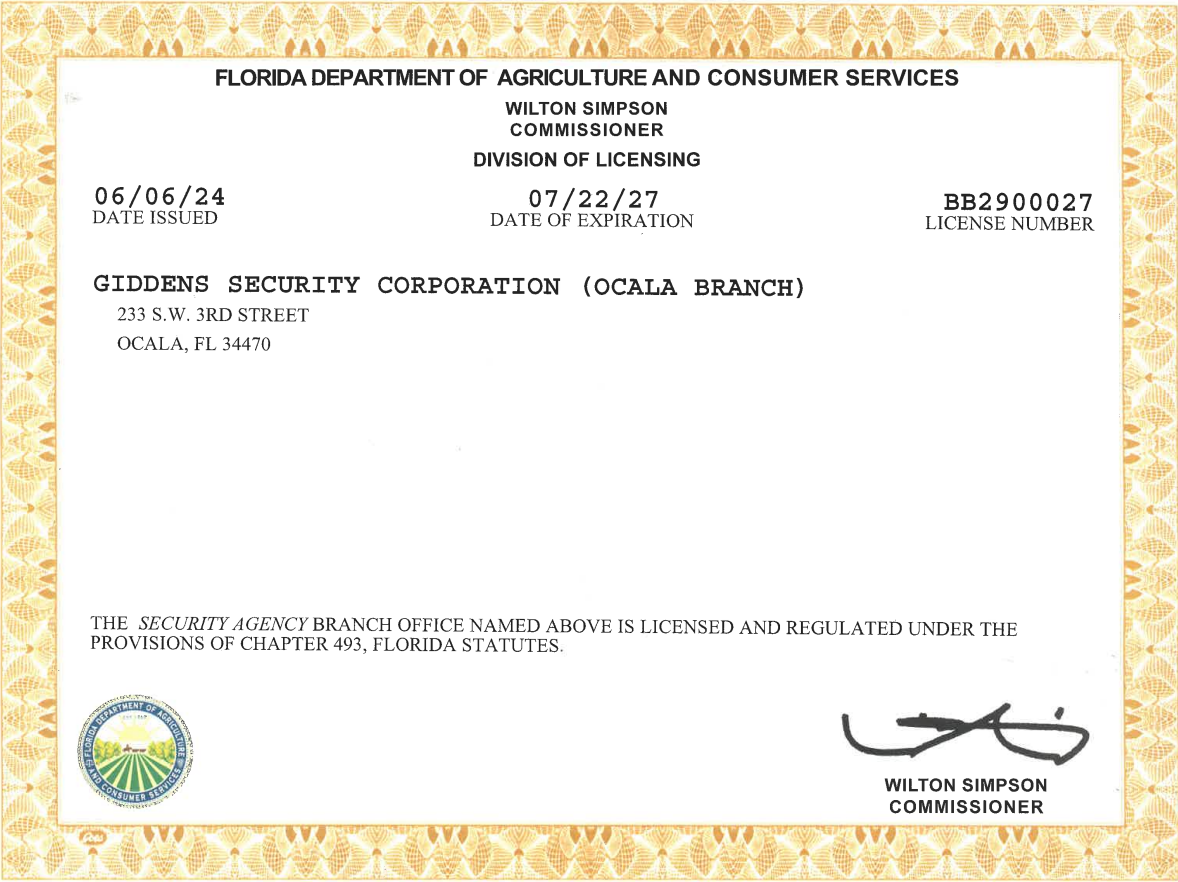 FLORIDA DEPARTMENT OF AGRICULTURE AND CONSUMER SERVICES
WILTON SIMPSON
COMMISSIONER
DIVISION OF LICENSING
06/06/24
DATE ISSUED
07/22/27
DATE OF EXPIRATION
BB2900027
LICENSE NUMBER
GIDDENS SECURITY CORPORATION (OCALA BRANCH)
233 S.W. 3RD STREET
OCALA, FL 34470
THE SECURITY AGENCY BRANCH OFFICE NAMED ABOVE IS LICENSED AND REGULATED UNDER THE
PROVISIONS OF CHAPTER 493, FLORIDA STATUTES.
FLORIDA DEPARTMENT OF AGRICULTURE
AND CONSUMER SERVICES
WILTON SIMPSON
COMMISSIONER